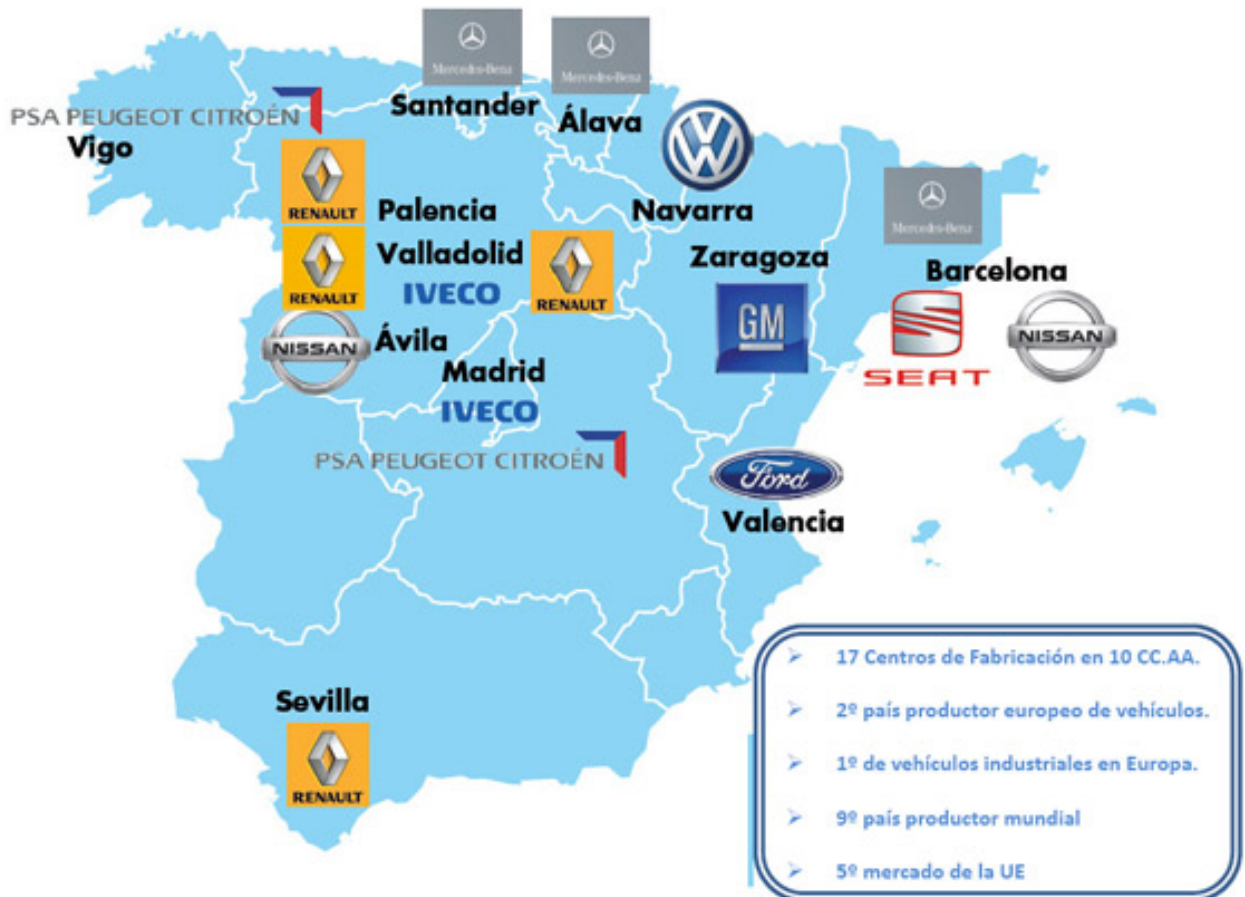 Mercedes-Benz
Mercedes-Benz
Santander
Álava
PSA PEUGEOT CITROËN
Vigo
RENAULT
Palencia
Navarra
Mercedes-Benz
RENAULT
Valladolid
IVECO
RENAULT
Zaragoza
GM
Barcelona
SEAT
NISSAN
NISSAN
Ávila
Madrid
IVECO
PSA PEUGEOT CITROËN
Ford
Valencia
Sevilla
RENAULT
➢ 17 Centros de Fabricación en 10 CC.AA.
➢ 2º país productor europeo de vehículos.
➢ 1º de vehículos industriales en Europa.
➢ 9º país productor mundial
➢ 5º mercado de la UE